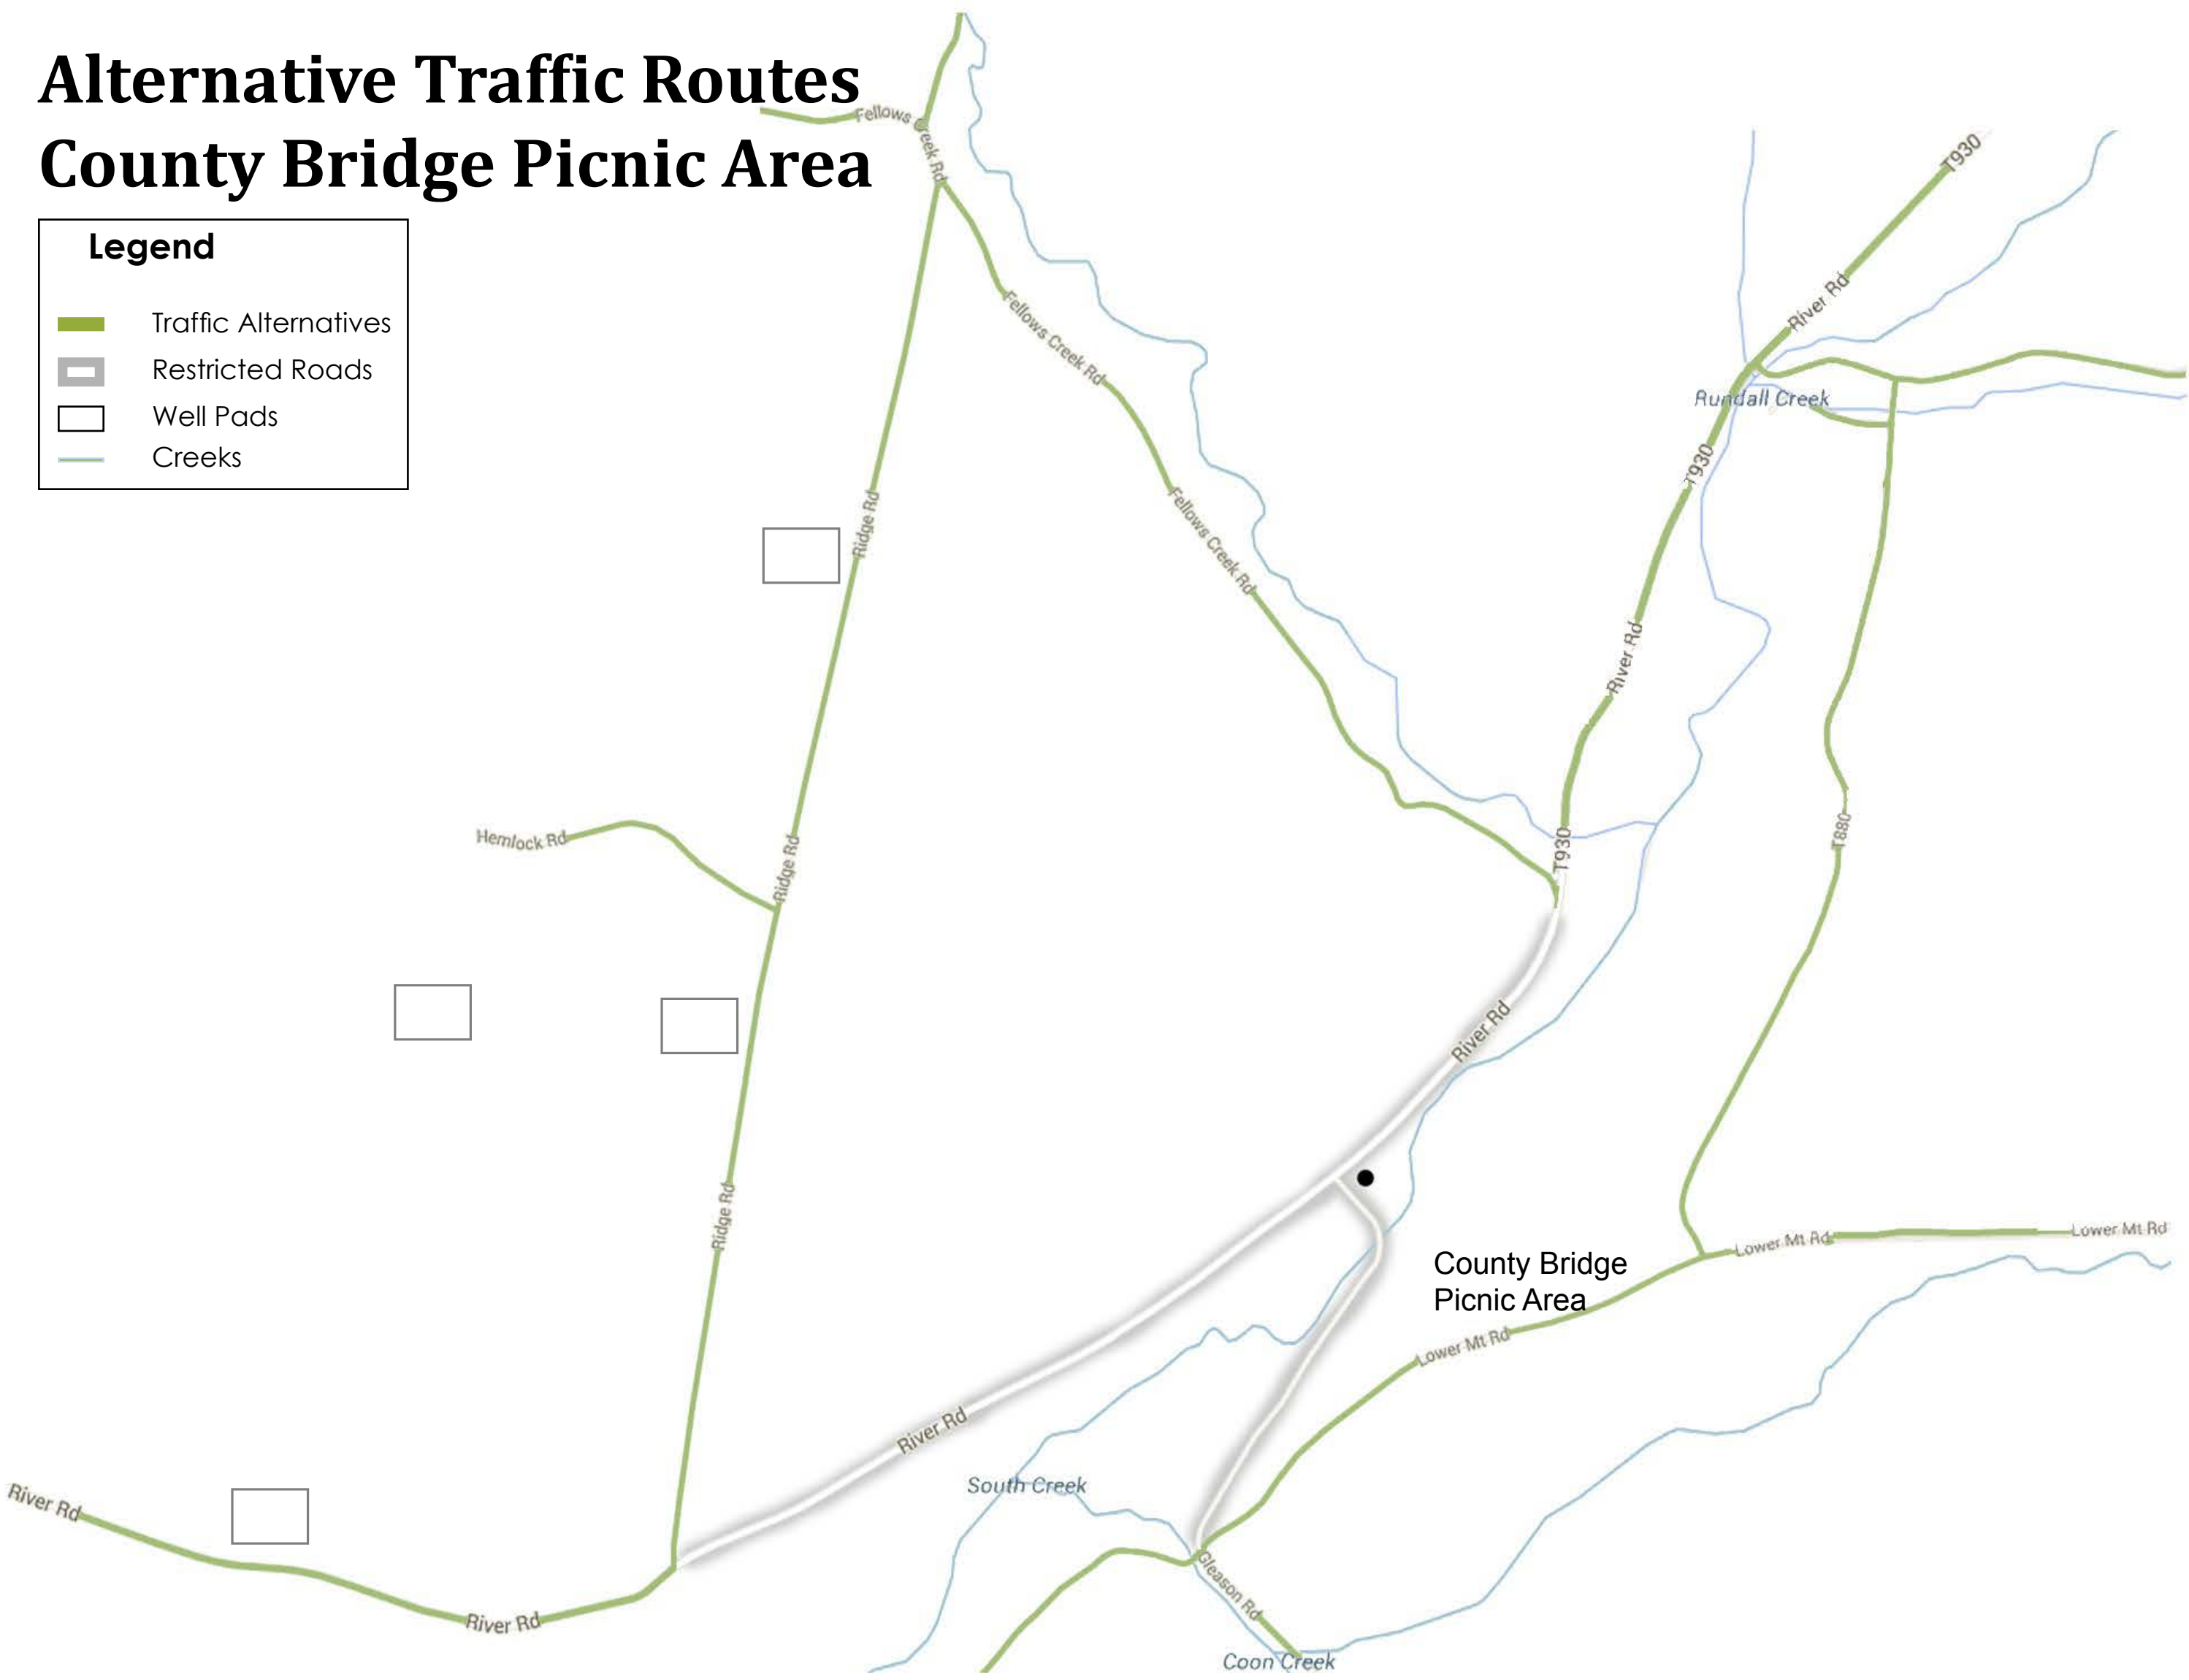 Alternative Traffic Routes
County Bridge Picnic Area
Legend
Traffic Alternatives
Restricted Roads
Well Pads
Creeks
Fellows Creek Rd
T930
River Rd
Fellows Creek Rd
Rundall Creek
T930
Ridge Rd
Fellows Creek Rd
River Rd
Hemlock Rd
Ridge Rd
T930
T880
River Rd
Ridge Rd
Lower Mt Rd
Lower Mt Rd
County Bridge
Picnic Area
Lower Mt Rd
River Rd
South Creek
River Rd
Gleason Rd
River Rd
Coon Creek